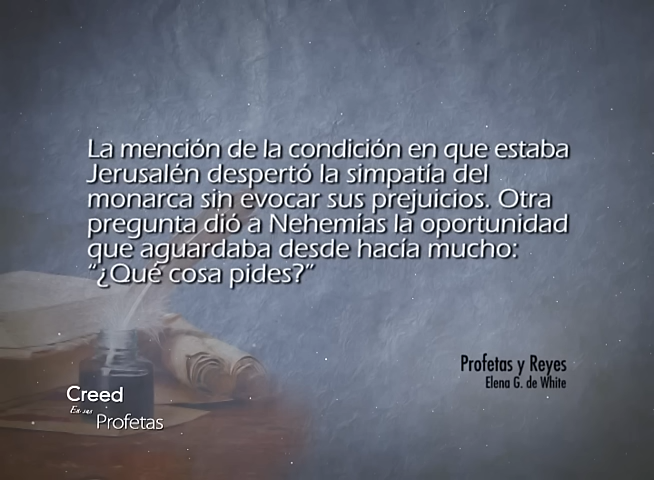 La mención de la condición en que estaba
Jerusalén despertó la simpatía del
monarca sin evocar sus prejuicios. Otra
pregunta dió a Nehemías la oportunidad
que aguardaba desde hacía mucho:
“¿Qué cosa pides?”
Profetas y Reyes
Elena G. de White
Creed
En sus
Profetas